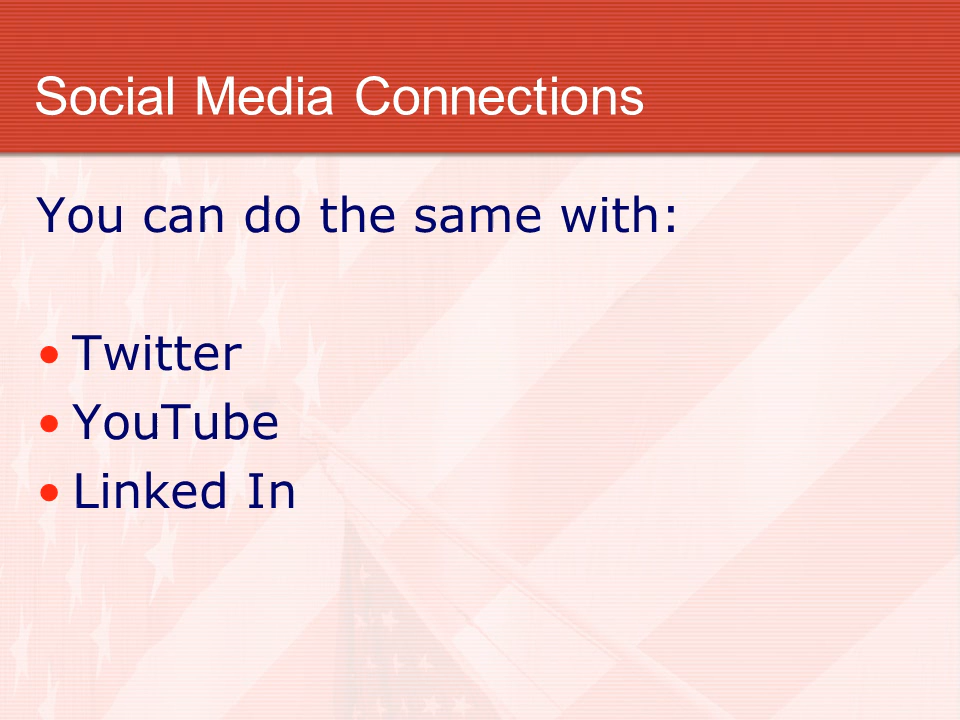 Social Media Connections
You can do the same with:
• Twitter
• YouTube
• Linked In